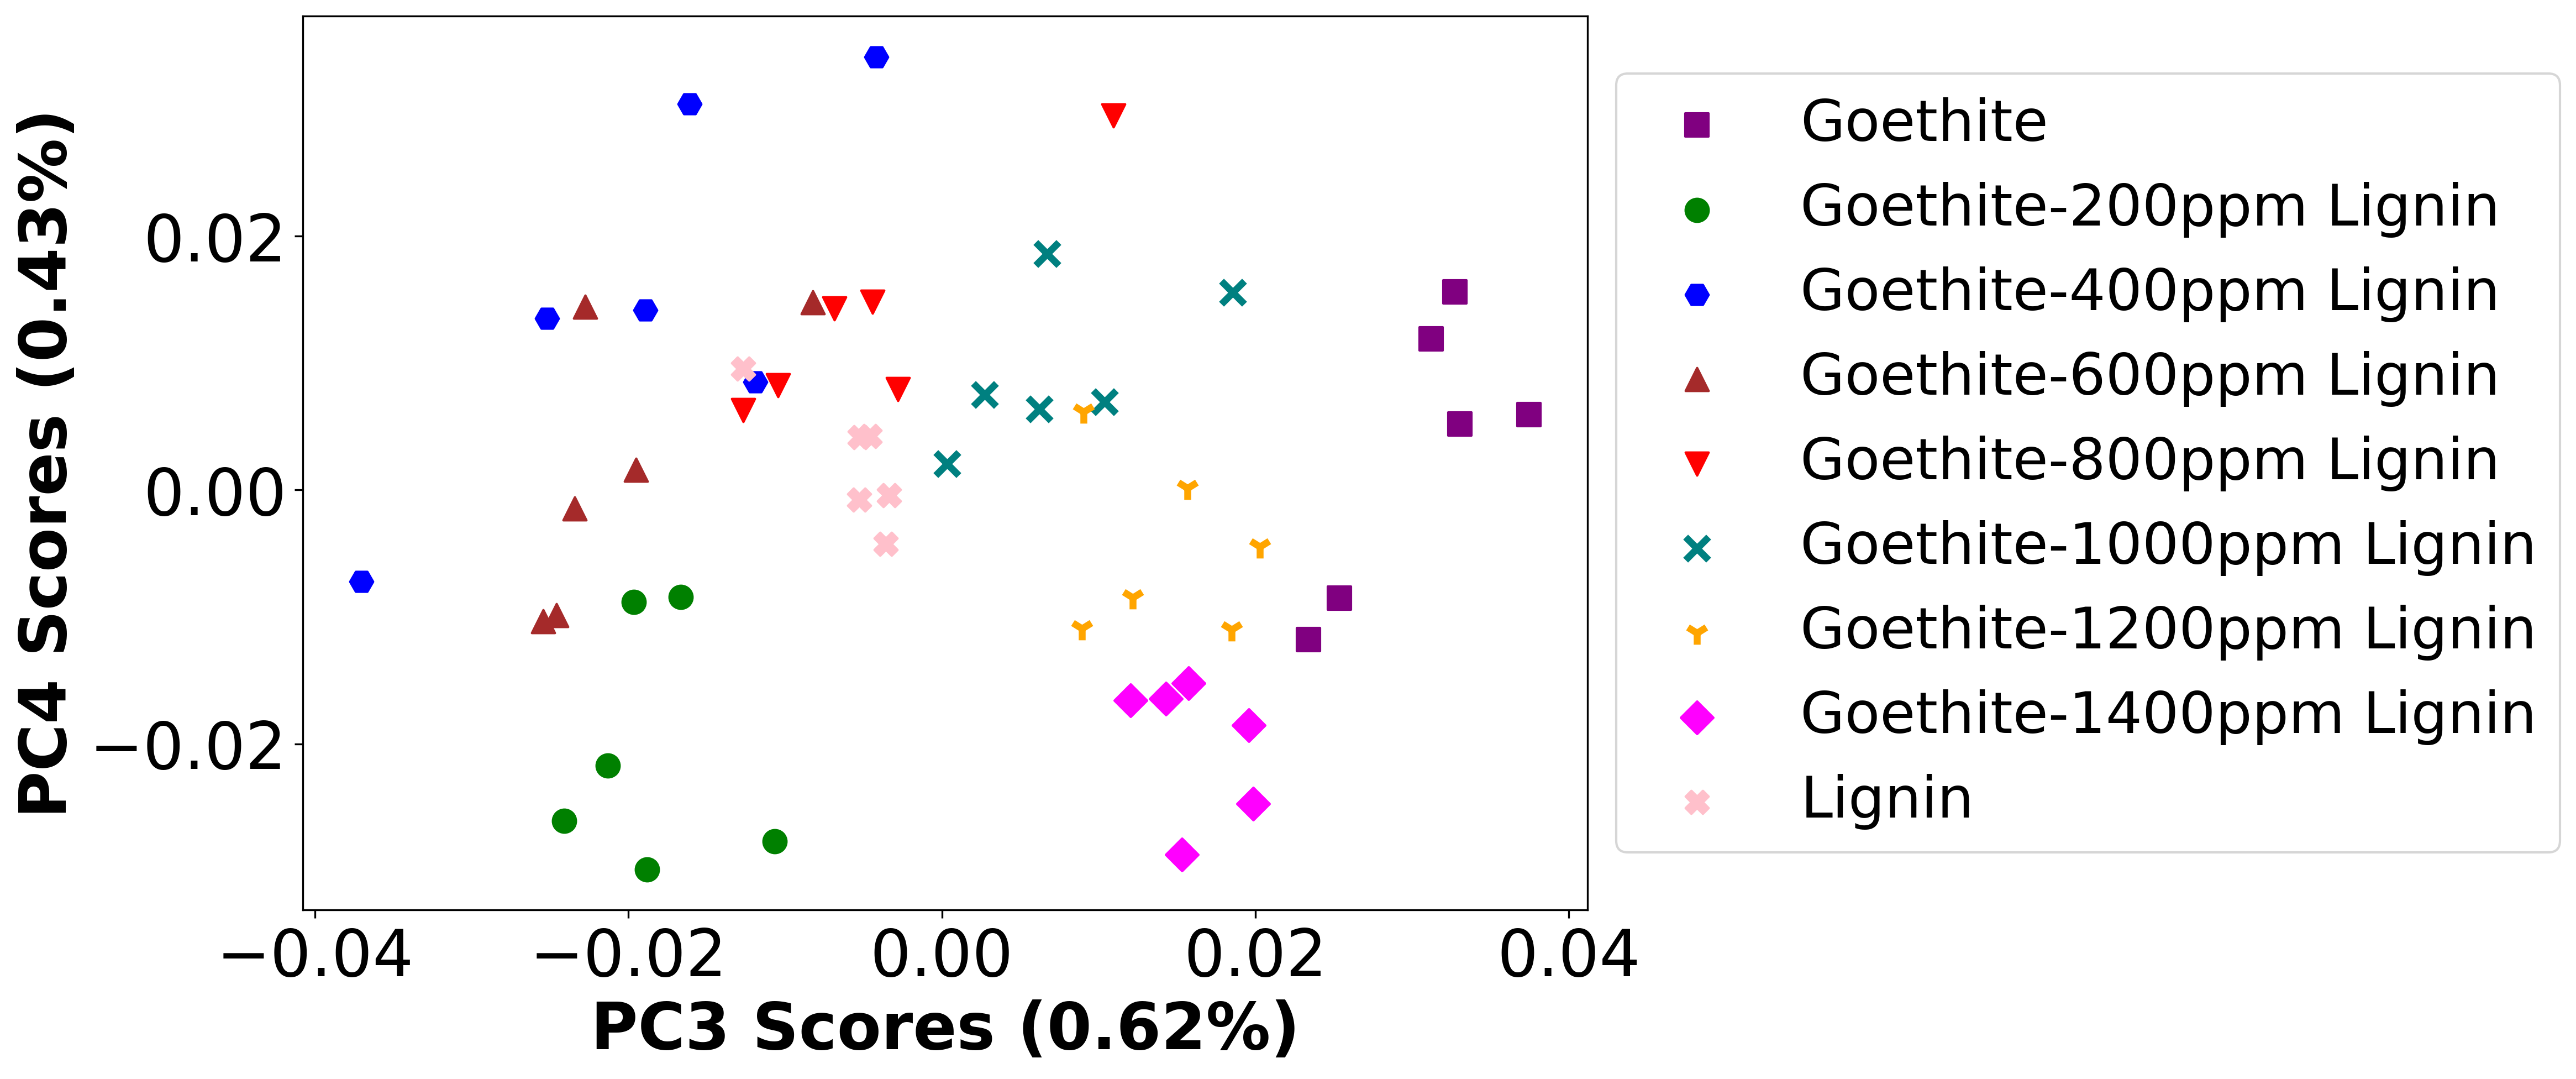 PC4 Scores (0.43%)
0.02
0.00
−0.02
−0.04
−0.02
0.00
0.02
0.04
PC3 Scores (0.62%)
Goethite
Goethite-200ppm Lignin
Goethite-400ppm Lignin
Goethite-600ppm Lignin
Goethite-800ppm Lignin
Goethite-1000ppm Lignin
Goethite-1200ppm Lignin
Goethite-1400ppm Lignin
Lignin